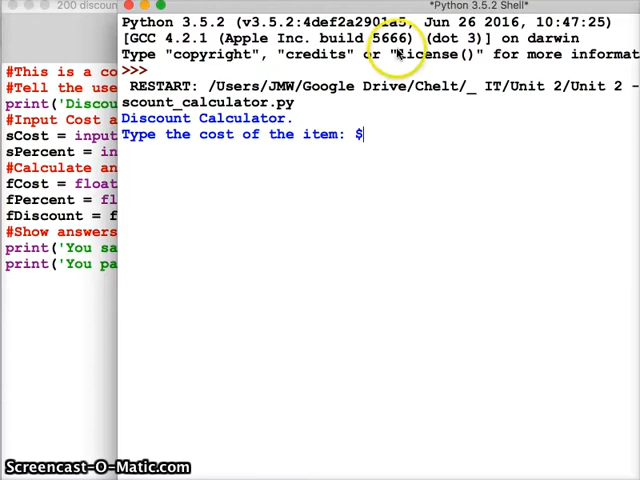 200 discoun
*Python 3.5.2 Shell*
Python 3.5.2 (v3.5.2:4def2a2901a5, Jun 26 2016, 10:47:25)
[GCC 4.2.1 (Apple Inc. build 5666) (dot 3)] on darwin
Type "copyright", "credits" or "license()" for more informat
>>>
RESTART: /Users/JMW/Google Drive/Chelt/_ IT/Unit 2/Unit 2 -
scount_calculator.py
Discount Calculator.
Type the cost of the item: $
#This is a co
#Tell the use
print('Discou
#Input Cost a
sCost = input
sPercent = in
#Calculate an
fCost = float
fPercent = fl
fDiscount = f
#Show answers
print('You sa
print('You pa
Screencast-O-Matic.com